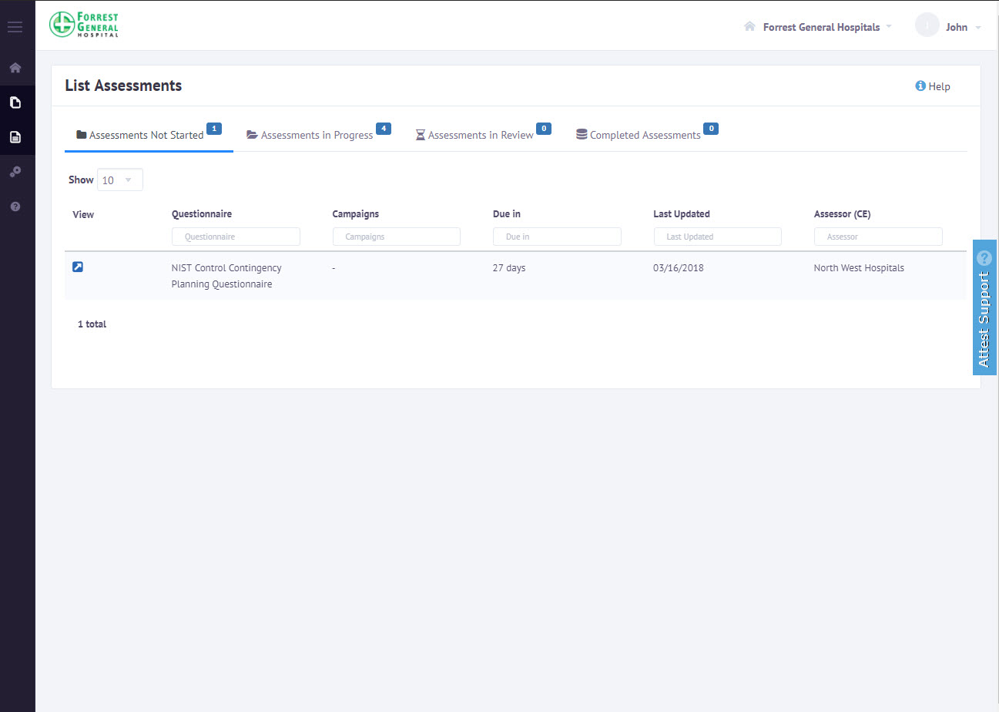 FORREST
GENERAL
HOSPITAL
Forrest General Hospitals
John
List Assessments
Help
Assessments Not Started 1
Assessments in Progress 4
Assessments in Review 0
Completed Assessments 0
Show 10
View Questionnaire Campaigns Due in Last Updated Assessor (CE)
Questionnaire Campaigns Due in Last Updated Assessor
NIST Control Contingency - 27 days 03/16/2018 North West Hospitals
Planning Questionnaire
1 total
Attest Support